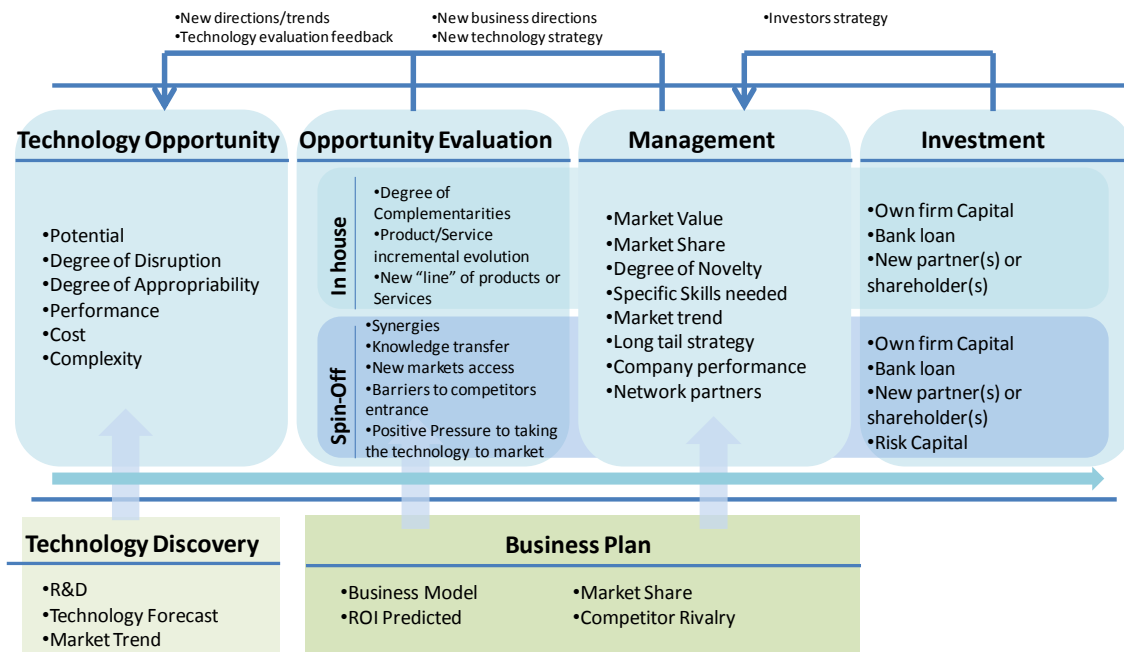 •New directions/trends
•Technology evaluation feedback
•New business directions
•New technology strategy
•Investors strategy
Technology Opportunity
•Potential
•Degree of Disruption
•Degree of Appropriability
•Performance
•Cost
•Complexity
Opportunity Evaluation
In house
•Degree of
Complementarities
•Product/Service
incremental evolution
•New “line” of products or
Services
Spin-Off
•Synergies
•Knowledge transfer
•New markets access
•Barriers to competitors
entrance
•Positive Pressure to taking
the technology to market
Management
•Market Value
•Market Share
•Degree of Novelty
•Specific Skills needed
•Market trend
•Long tail strategy
•Company performance
•Network partners
Investment
•Own firm Capital
•Bank loan
•New partner(s) or
shareholder(s)
•Own firm Capital
•Bank loan
•New partner(s) or
shareholder(s)
•Risk Capital
Technology Discovery
•R&D
•Technology Forecast
•Market Trend
Business Plan
•Business Model
•ROI Predicted
•Market Share
•Competitor Rivalry